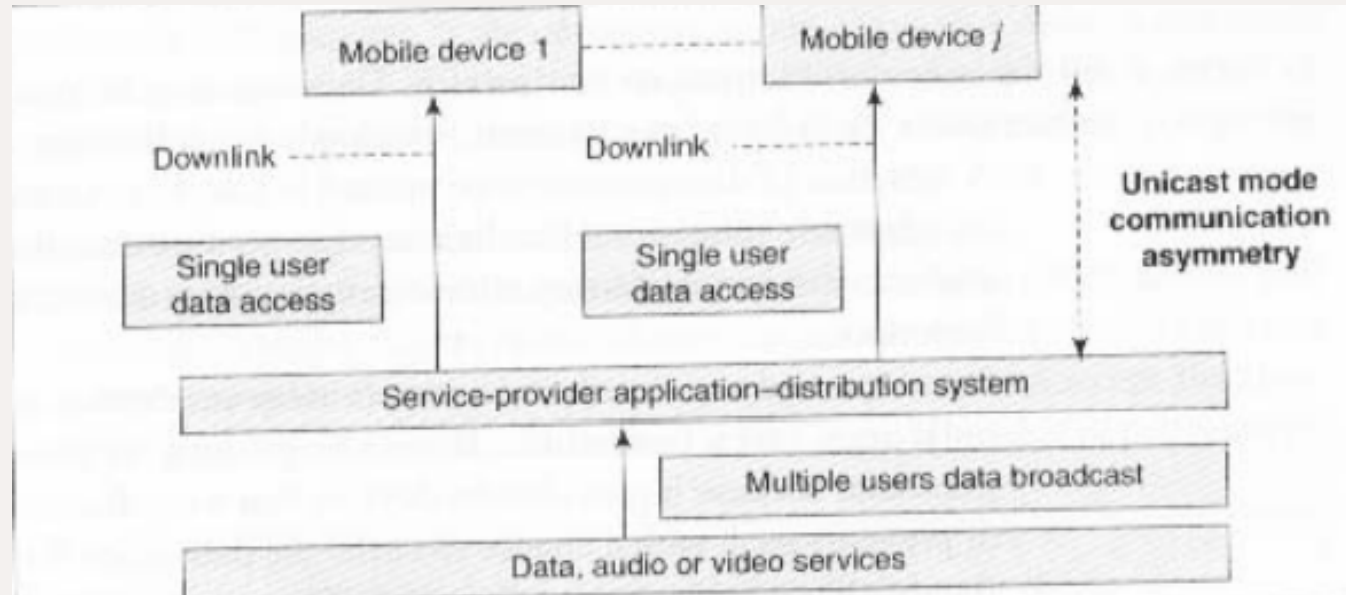 Mobile device 1
Mobile device j
Downlink
Downlink
Unicast mode
communication
asymmetry
Single user
data access
Single user
data access
Service-provider application–distribution system
Multiple users data broadcast
Data, audio or video services